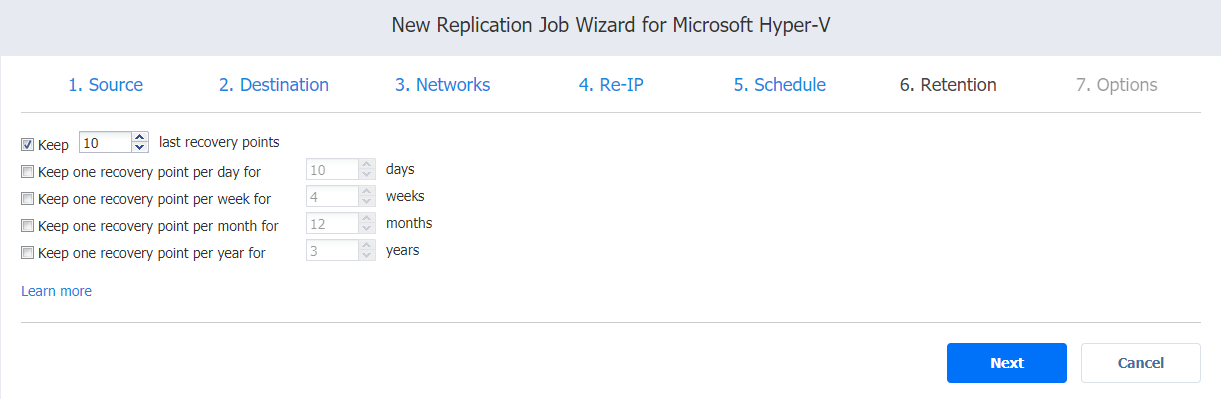 New Replication Job Wizard for Microsoft Hyper-V
1. Source 2. Destination 3. Networks 4. Re-IP 5. Schedule 6. Retention 7. Options
Keep 10 last recovery points
Keep one recovery point per day for 10 days
Keep one recovery point per week for 4 weeks
Keep one recovery point per month for 12 months
Keep one recovery point per year for 3 years
Learn more
Next Cancel